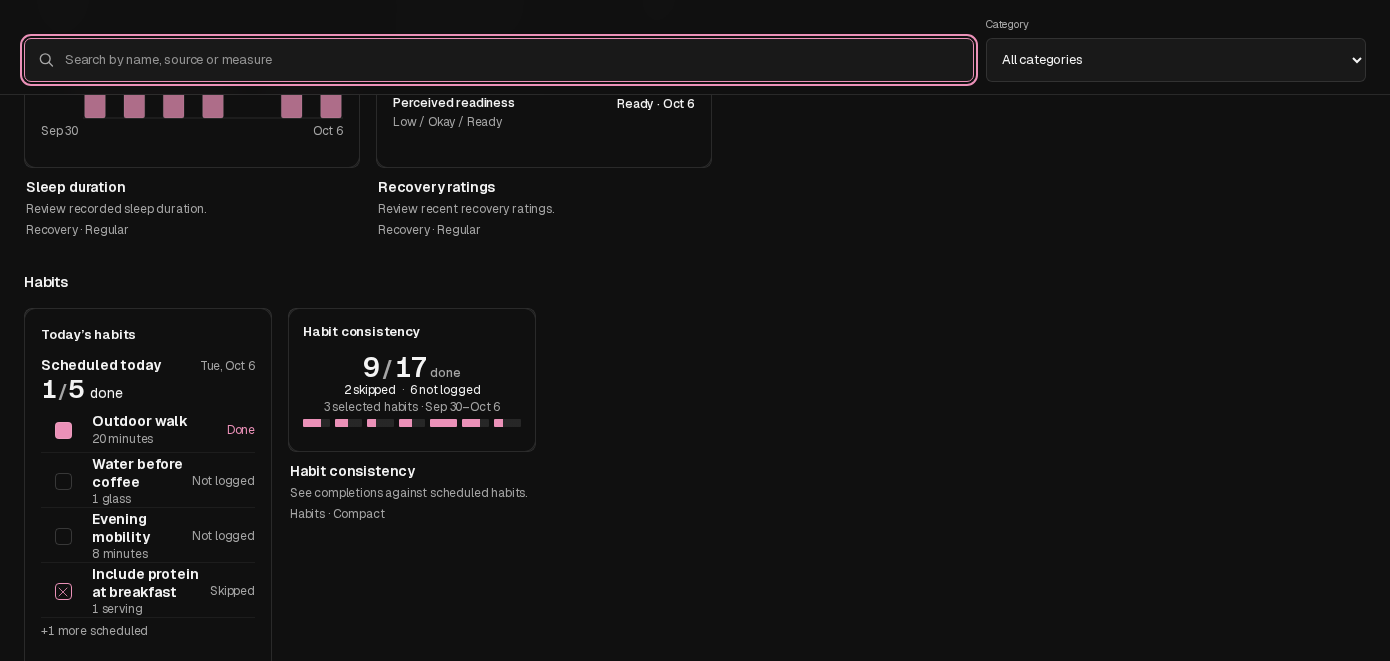 Category
Search by name, source or measure
All categories
Sep 30
Oct 6
Perceived readiness
Ready · Oct 6
Low / Okay / Ready
Sleep duration
Review recorded sleep duration.
Recovery · Regular
Recovery ratings
Review recent recovery ratings.
Recovery · Regular
Habits
Today's habits
Scheduled today
Tue, Oct 6
1/5 done
Outdoor walk
20 minutes
Done
Water before
coffee
1 glass
Not logged
Evening
mobility
8 minutes
Not logged
Include protein
at breakfast
1 serving
Skipped
+1 more scheduled
Habit consistency
9/17 done
2 skipped · 6 not logged
3 selected habits · Sep 30–Oct 6
Habit consistency
See completions against scheduled habits.
Habits · Compact